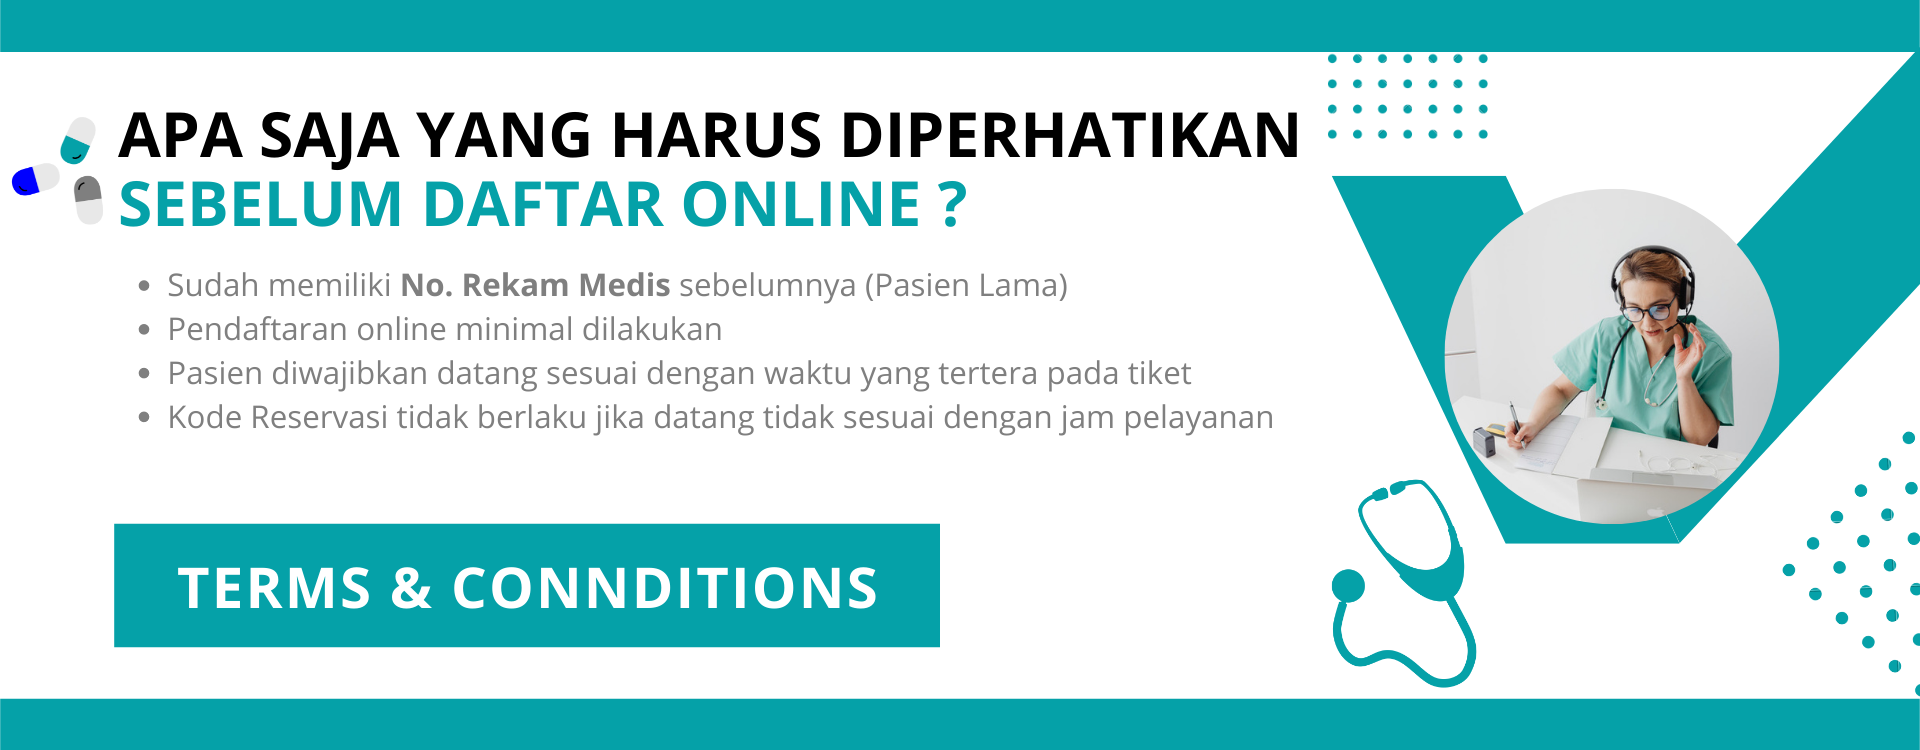 APA SAJA YANG HARUS DIPERHATIKAN
SEBELUM DAFTAR ONLINE ?
• Sudah memiliki No. Rekam Medis sebelumnya (Pasien Lama)
• Pendaftaran online minimal dilakukan
• Pasien diwajibkan datang sesuai dengan waktu yang tertera pada tiket
• Kode Reservasi tidak berlaku jika datang tidak sesuai dengan jam pelayanan
TERMS & CONNDITIONS